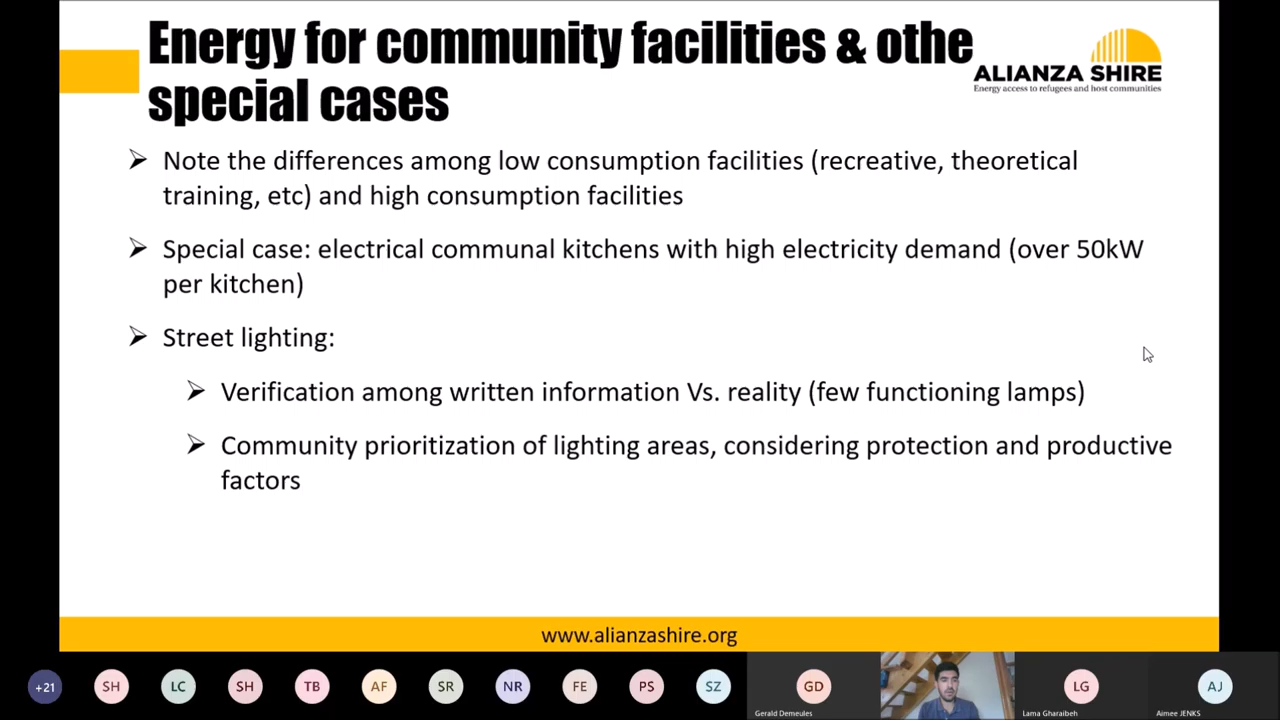 Energy for community facilities & othe
special cases
ALIANZA SHIRE
Energy access to refugees and host communities
Note the differences among low consumption facilities (recreative, theoretical
training, etc) and high consumption facilities
Special case: electrical communal kitchens with high electricity demand (over 50kW
per kitchen)
Street lighting:
Verification among written information Vs. reality (few functioning lamps)
Community prioritization of lighting areas, considering protection and productive
factors
www.alianzashire.org
+21 SH LC SH TB AF SR NR FE PS SZ GD LG AJ
Gerald Demeules Lama Gharaibeh Aimee JENKS